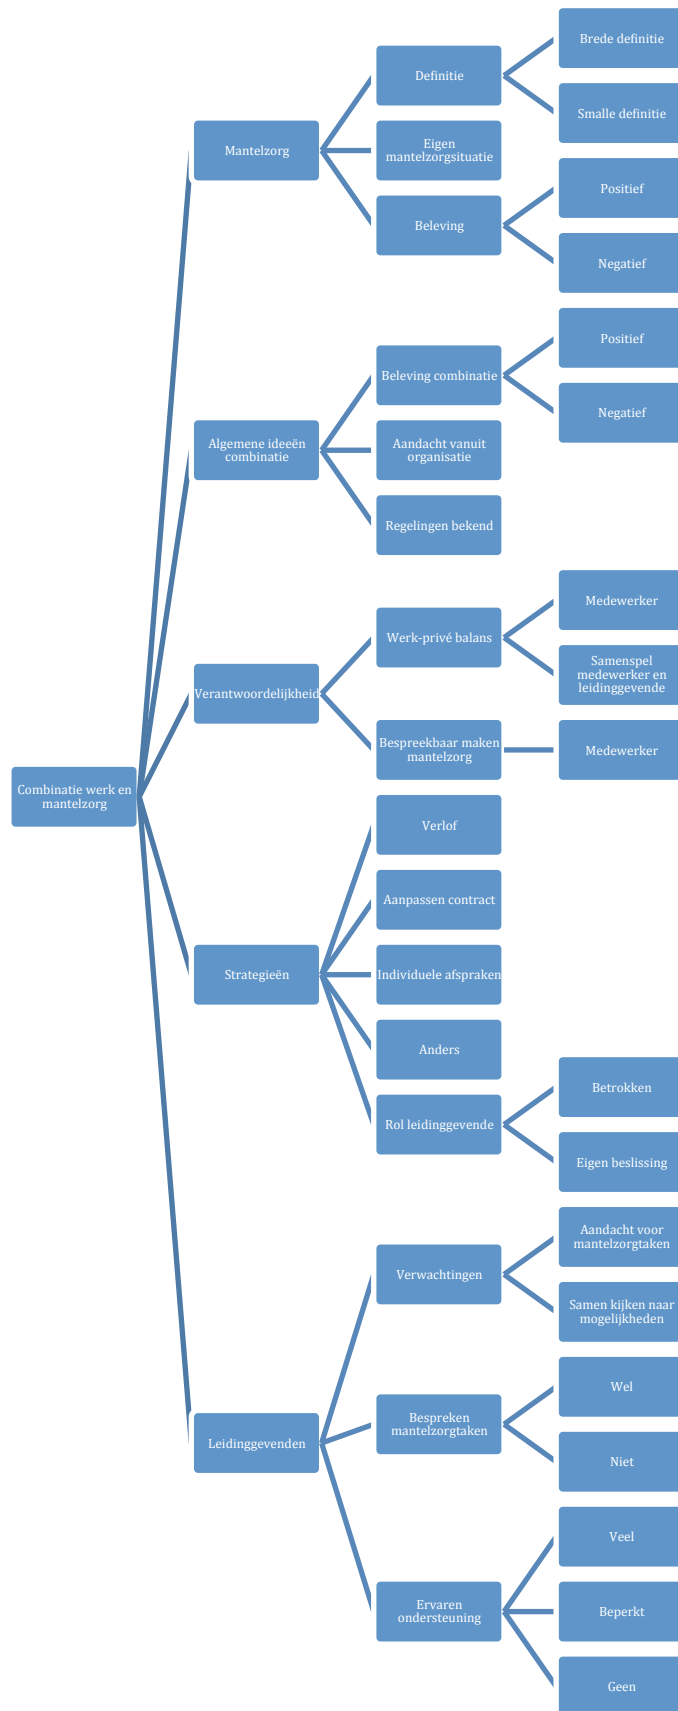 Combinatie werk en
mantelzorg
Mantelzorg
Definitie
Brede definitie
Smalle definitie
Eigen
mantelzorgsituatie
Beleving
Positief
Negatief
Algemene ideeën
combinatie
Beleving combinatie
Positief
Negatief
Aandacht vanuit
organisatie
Regelingen bekend
Verantwoordelijkheid
Werk-privé balans
Medewerker
Samenspel
medewerker en
leidinggevende
Bespreekbaar maken
mantelzorg
Medewerker
Strategieën
Verlof
Aanpassen contract
Individuele afspraken
Anders
Rol leidinggevende
Betrokken
Eigen beslissing
Leidinggevenden
Verwachtingen
Aandacht voor
mantelzorgtaken
Samen kijken naar
mogelijkheden
Bespreken
mantelzorgtaken
Wel
Niet
Ervaren
ondersteuning
Veel
Beperkt
Geen